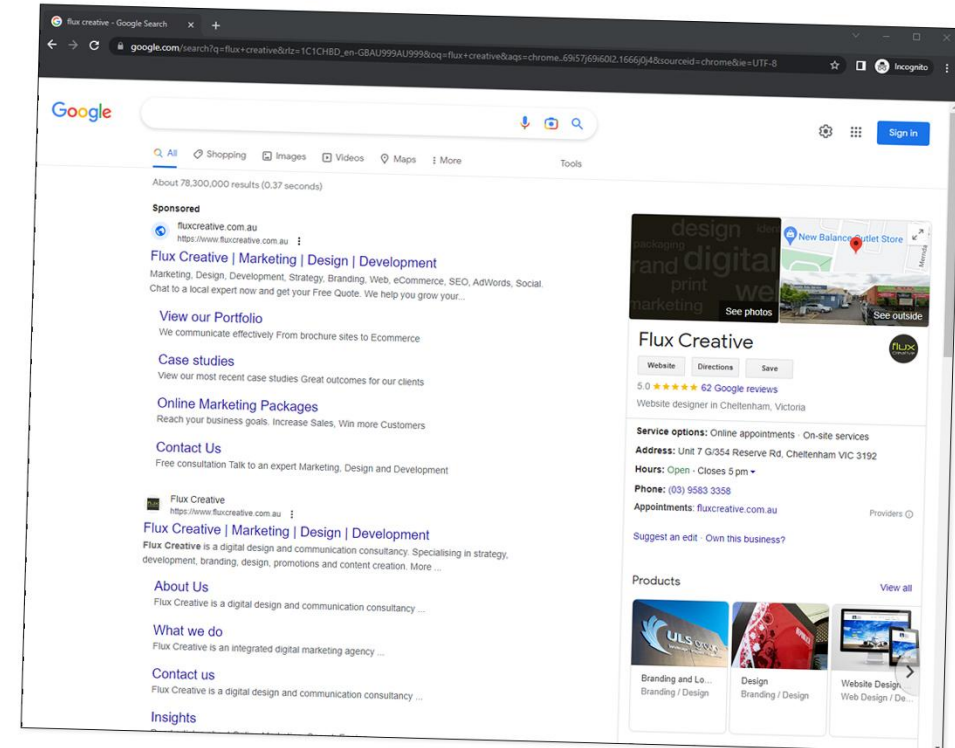 flux creative - Google Search
google.com/search?q=flux+creative&rlz=1C1CHBD_en-GBAU999AU999&oq=flux+creative&aqs=chrome..69i57j69i60l2.1666j0j4&sourceid=chrome&ie=UTF-8
Incognito
Google
Sign in
All Shopping Images Videos Maps More Tools
About 78,300,000 results (0.37 seconds)
Sponsored
fluxcreative.com.au
https://www.fluxcreative.com.au
Flux Creative | Marketing | Design | Development
Marketing, Design, Development, Strategy, Branding, Web, eCommerce, SEO, AdWords, Social.
Chat to a local expert now and get your Free Quote. We help you grow your...
View our Portfolio
We communicate effectively From brochure sites to Ecommerce
Case studies
View our most recent case studies Great outcomes for our clients
Online Marketing Packages
Reach your business goals. Increase Sales, Win more Customers
Contact Us
Free consultation Talk to an expert Marketing, Design and Development
Flux Creative
https://www.fluxcreative.com.au
Flux Creative | Marketing | Design | Development
Flux Creative is a digital design and communication consultancy. Specialising in strategy,
development, branding, design, promotions and content creation. More ...
About Us
Flux Creative is a digital design and communication consultancy ...
What we do
Flux Creative is an integrated digital marketing agency ...
Contact us
Flux Creative is a digital design and communication consultancy ...
Insights
design
packaging
rand digital
print we
marketing
See photos
New Balance Outlet Store
See outside
Flux Creative
flux
CREATIVE
Website Directions Save
5.0 ★★★★★ 62 Google reviews
Website designer in Cheltenham, Victoria
Service options: Online appointments · On-site services
Address: Unit 7 G/354 Reserve Rd, Cheltenham VIC 3192
Hours: Open · Closes 5 pm
Phone: (03) 9583 3358
Appointments: fluxcreative.com.au
Providers
Suggest an edit · Own this business?
Products
View all
ULS group
Branding and Lo...
Branding / Design
Design
Branding / Design
Website Design
Web Design / De...